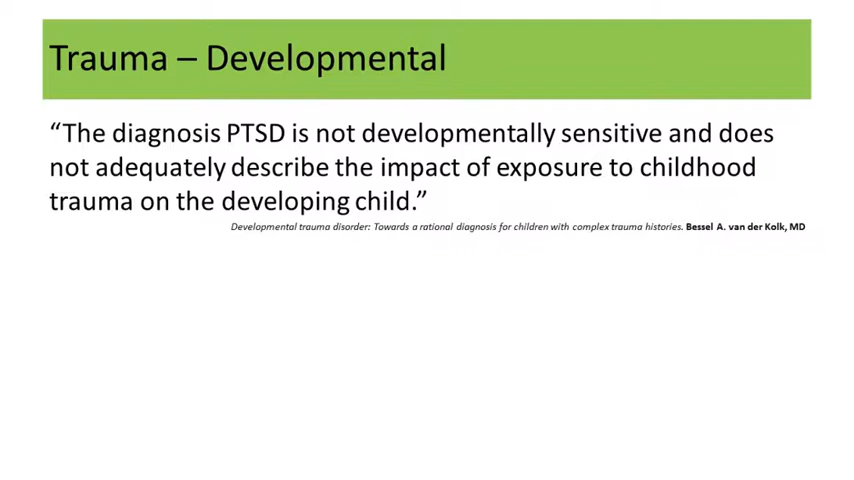 Trauma – Developmental
“The diagnosis PTSD is not developmentally sensitive and does
not adequately describe the impact of exposure to childhood
trauma on the developing child.”
Developmental trauma disorder: Towards a rational diagnosis for children with complex trauma histories. Bessel A. van der Kolk, MD